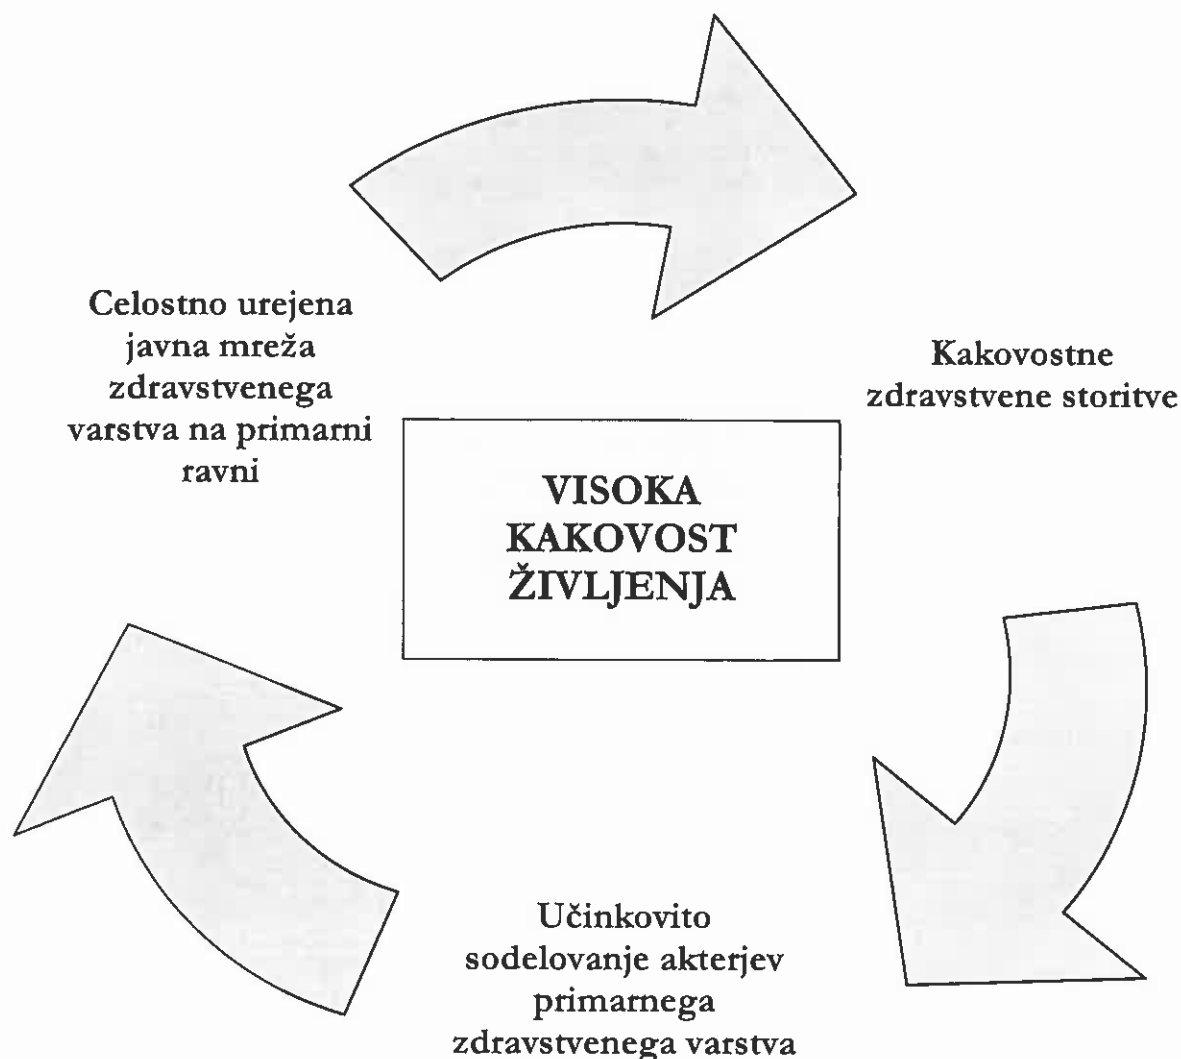 Celostno urejena
javna mreža
zdravstvenega
varstva na primarni
ravni
Kakovostne
zdravstvene storitve
VISOKA
KAKOVOST
ŽIVLJENJA
Učinkovito
sodelovanje akterjev
primarnega
zdravstvenega varstva